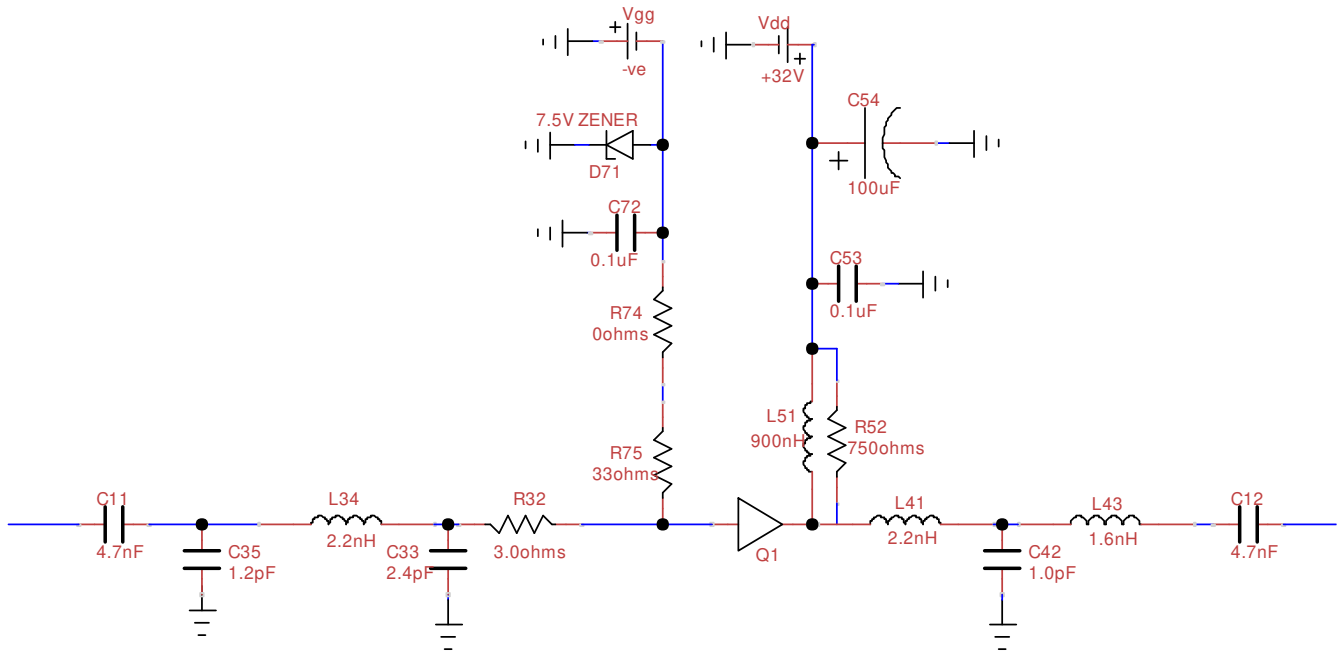 Vgg
+
-ve
Vdd
+
+32V
7.5V ZENER
D71
C54
+
100uF
C72
0.1uF
C53
0.1uF
R74
0ohms
L51
900nH
R52
750ohms
R75
33ohms
C11
4.7nF
L34
2.2nH
R32
3.0ohms
Q1
L41
2.2nH
L43
1.6nH
C12
4.7nF
C35
1.2pF
C33
2.4pF
C42
1.0pF